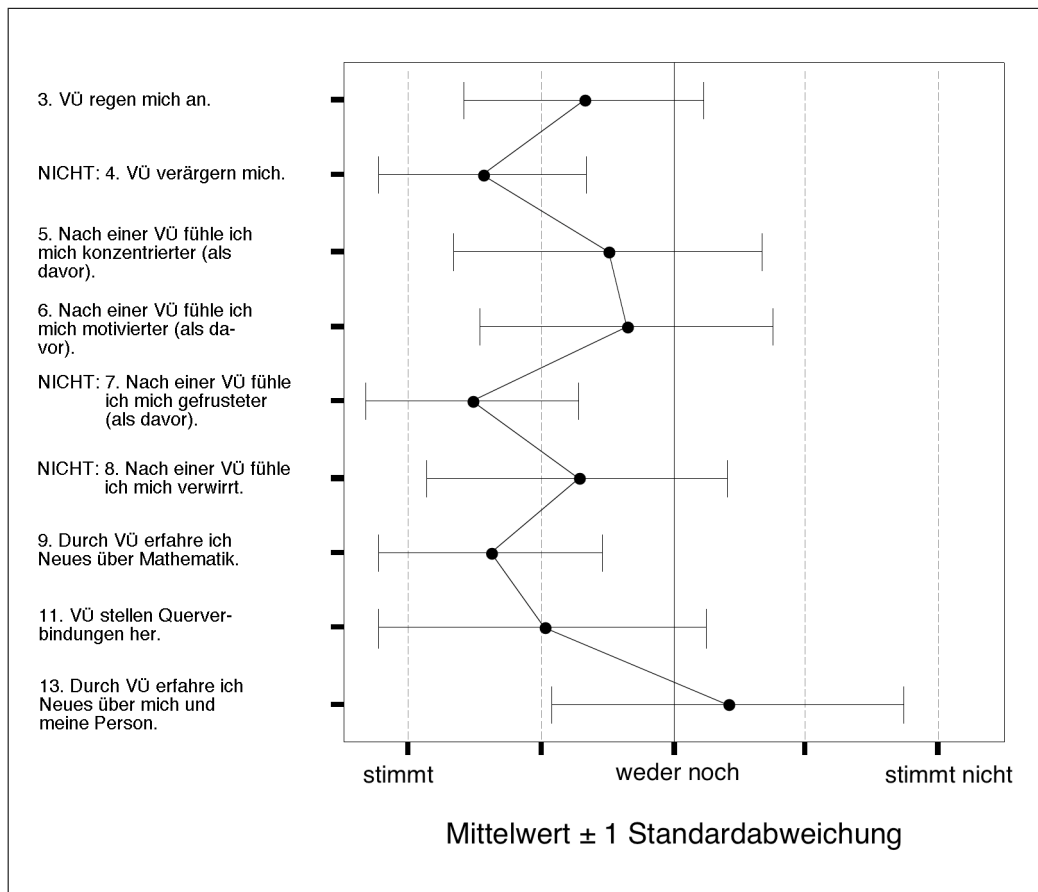 3. VÜ regen mich an.
NICHT: 4. VÜ verärgern mich.
5. Nach einer VÜ fühle ich
mich konzentrierter (als
davor).
6. Nach einer VÜ fühle ich
mich motivierter (als da-
vor).
NICHT: 7. Nach einer VÜ fühle
ich mich gefrusteter
(als davor).
NICHT: 8. Nach einer VÜ fühle
ich mich verwirrt.
9. Durch VÜ erfahre ich
Neues über Mathematik.
11. VÜ stellen Querver-
bindungen her.
13. Durch VÜ erfahre ich
Neues über mich und
meine Person.
stimmt weder noch stimmt nicht
Mittelwert ± 1 Standardabweichung